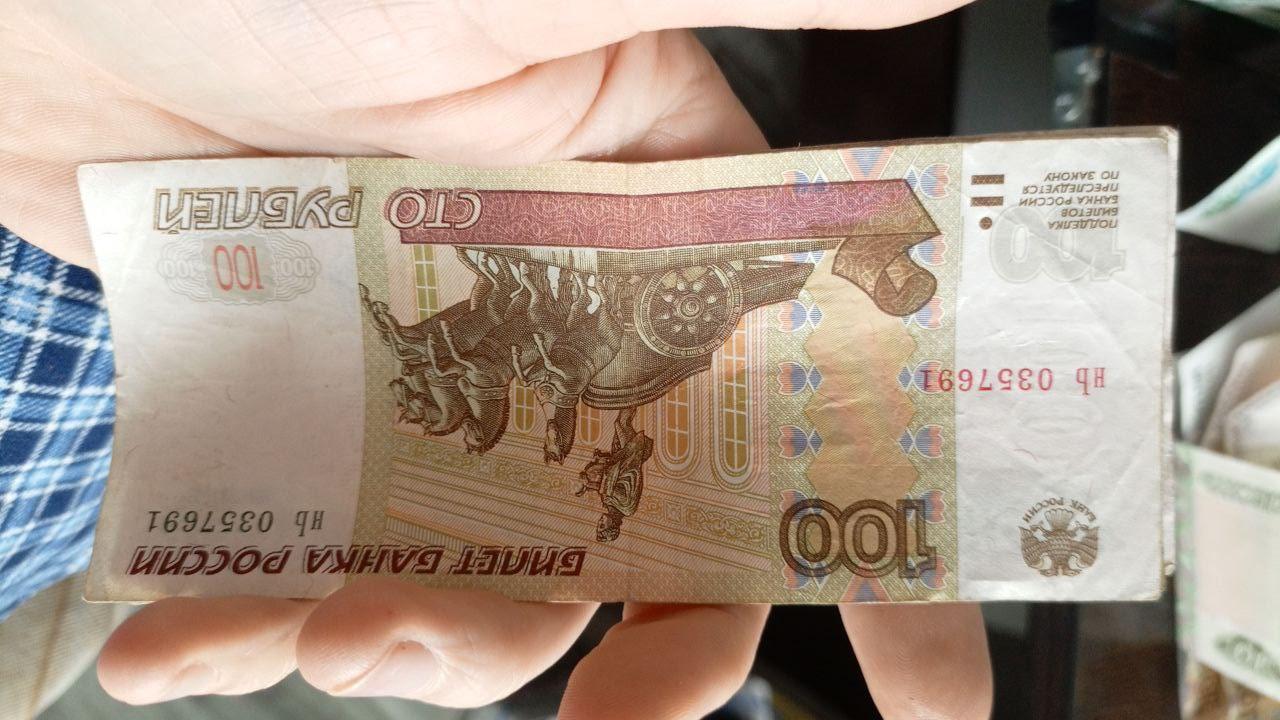 БАНК РОССИИ
100
БИЛЕТ БАНКА РОССИИ
нЬ 0357691
нЬ 0357691
100
ПОДДЕЛКА
БИЛЕТОВ
БАНКА РОССИИ
ПРЕСЛЕДУЕТСЯ
ПО ЗАКОНУ
100 100 100
СТО РУБЛЕЙ